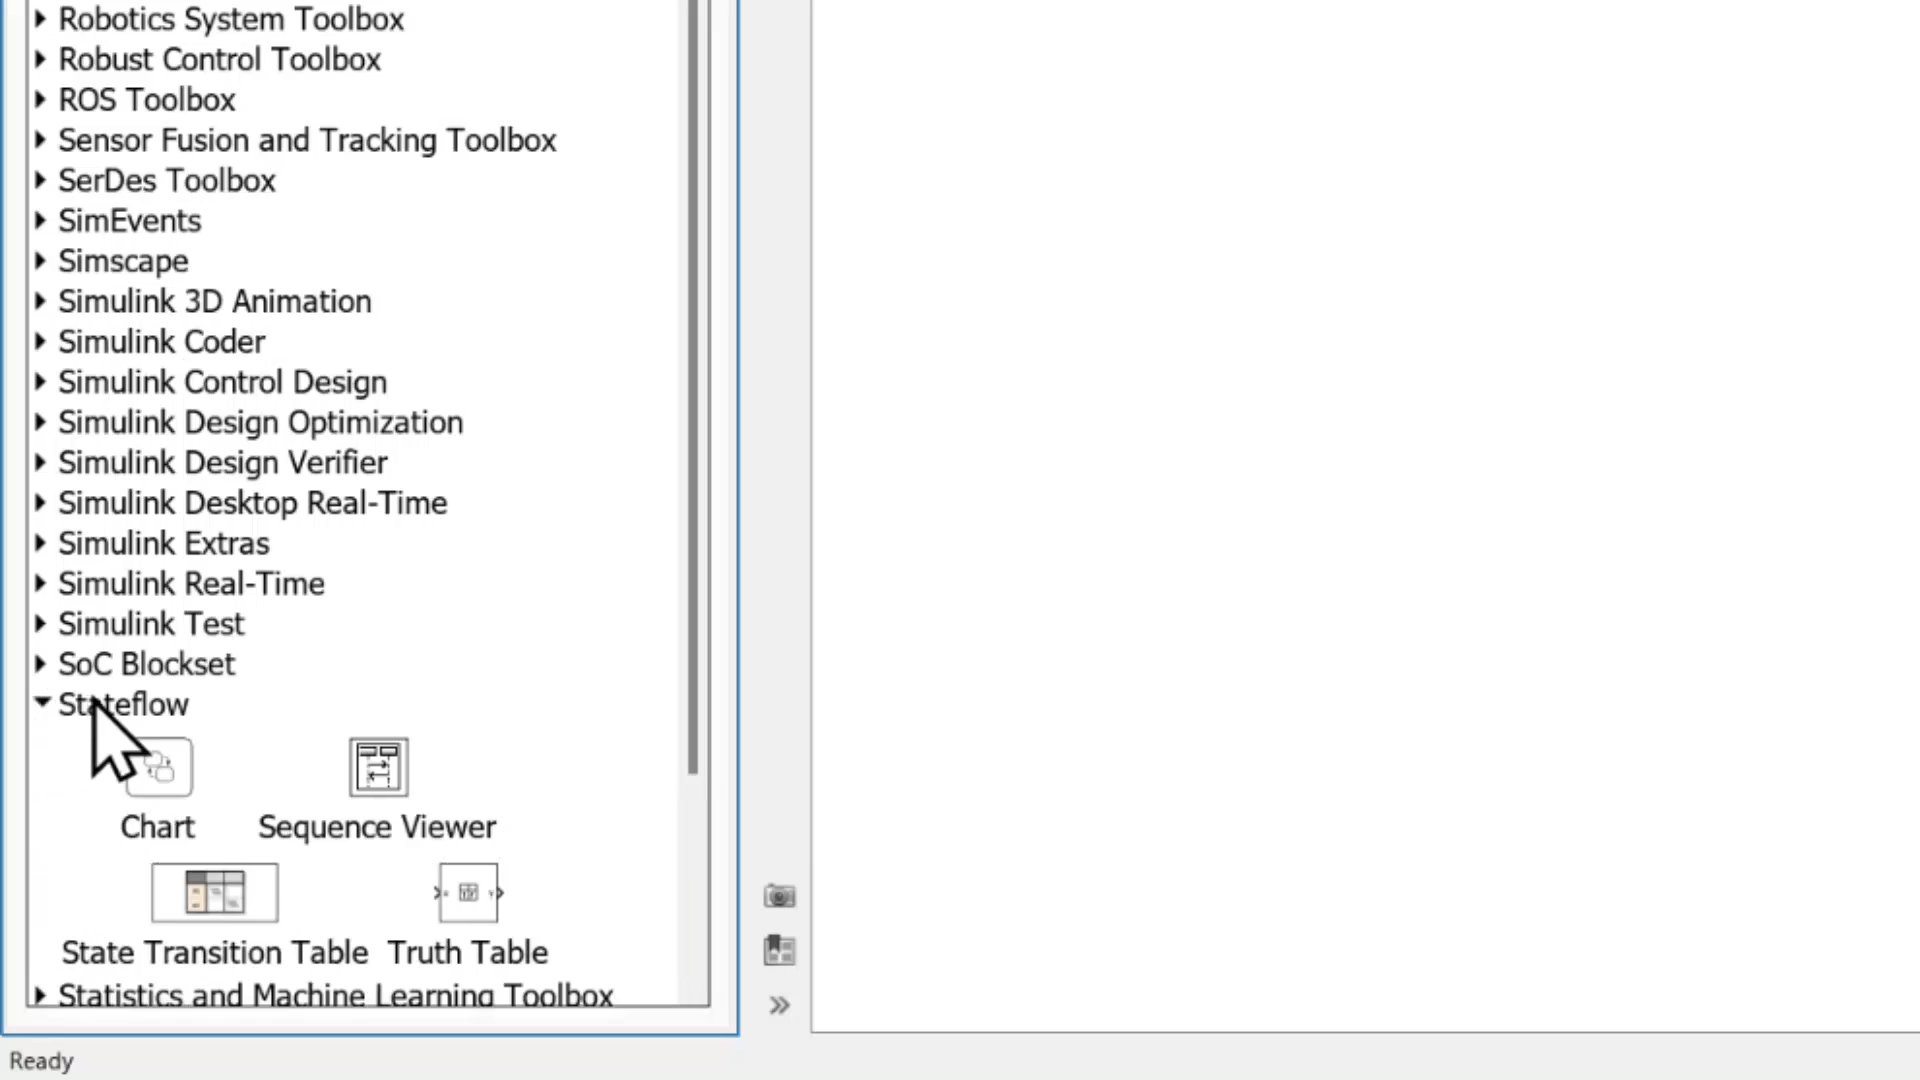 Robotics System Toolbox
Robust Control Toolbox
ROS Toolbox
Sensor Fusion and Tracking Toolbox
SerDes Toolbox
SimEvents
Simscape
Simulink 3D Animation
Simulink Coder
Simulink Control Design
Simulink Design Optimization
Simulink Design Verifier
Simulink Desktop Real-Time
Simulink Extras
Simulink Real-Time
Simulink Test
SoC Blockset
Stateflow
Chart Sequence Viewer
State Transition Table Truth Table
Statistics and Machine Learning Toolbox
Ready